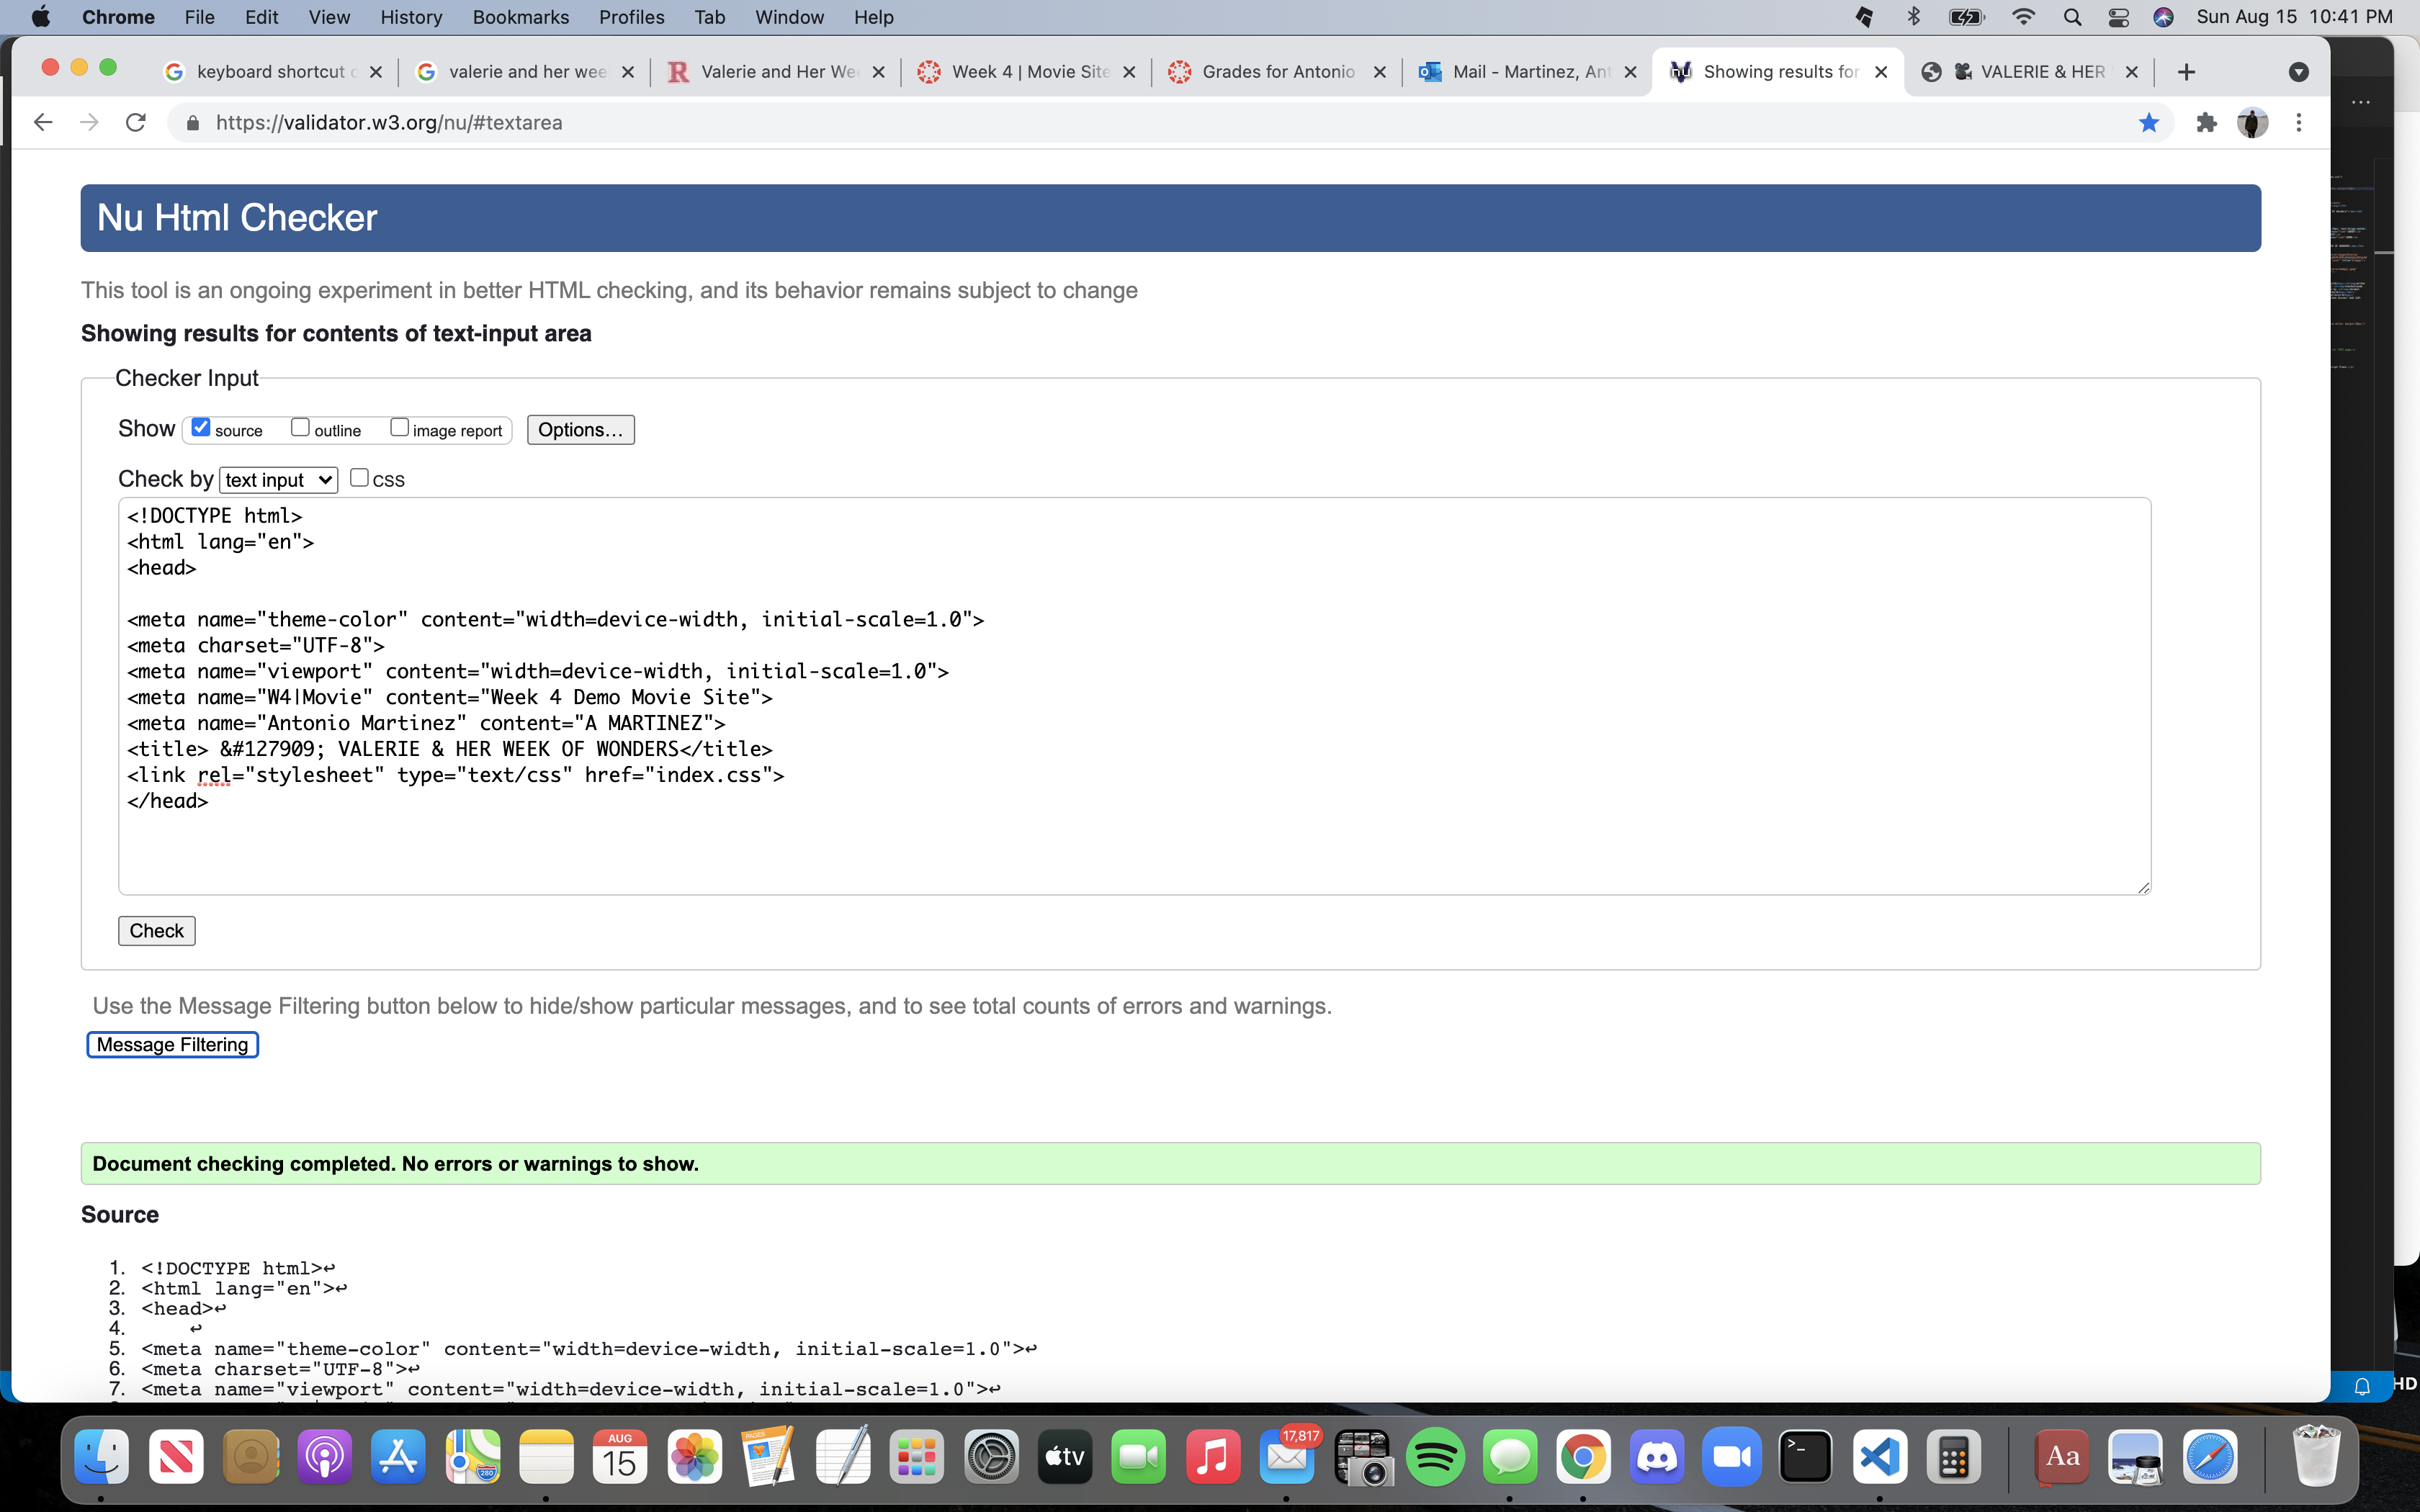 Chrome File Edit View History Bookmarks Profiles Tab Window Help Sun Aug 15 10:41 PM
keyboard shortcut valerie and her wee Valerie and Her We Week 4 | Movie Site Grades for Antonio Mail - Martinez, Ant Showing results for VALERIE & HER
https://validator.w3.org/nu/#textarea
Nu Html Checker
This tool is an ongoing experiment in better HTML checking, and its behavior remains subject to change
Showing results for contents of text-input area
Checker Input
Show source outline image report Options...
Check by text input css
<!DOCTYPE html>
<html lang="en">
<head>
<meta name="theme-color" content="width=device-width, initial-scale=1.0">
<meta charset="UTF-8">
<meta name="viewport" content="width=device-width, initial-scale=1.0">
<meta name="W4|Movie" content="Week 4 Demo Movie Site">
<meta name="Antonio Martinez" content="A MARTINEZ">
<title> &#127909; VALERIE & HER WEEK OF WONDERS</title>
<link rel="stylesheet" type="text/css" href="index.css">
</head>
Check
Use the Message Filtering button below to hide/show particular messages, and to see total counts of errors and warnings.
Message Filtering
Document checking completed. No errors or warnings to show.
Source
1. <!DOCTYPE html>↩
2. <html lang="en">↩
3. <head>↩
4. ↩
5. <meta name="theme-color" content="width=device-width, initial-scale=1.0">↩
6. <meta charset="UTF-8">↩
7. <meta name="viewport" content="width=device-width, initial-scale=1.0">↩
HD
17,817
AUG
15
PAGES
280
tv
Aa